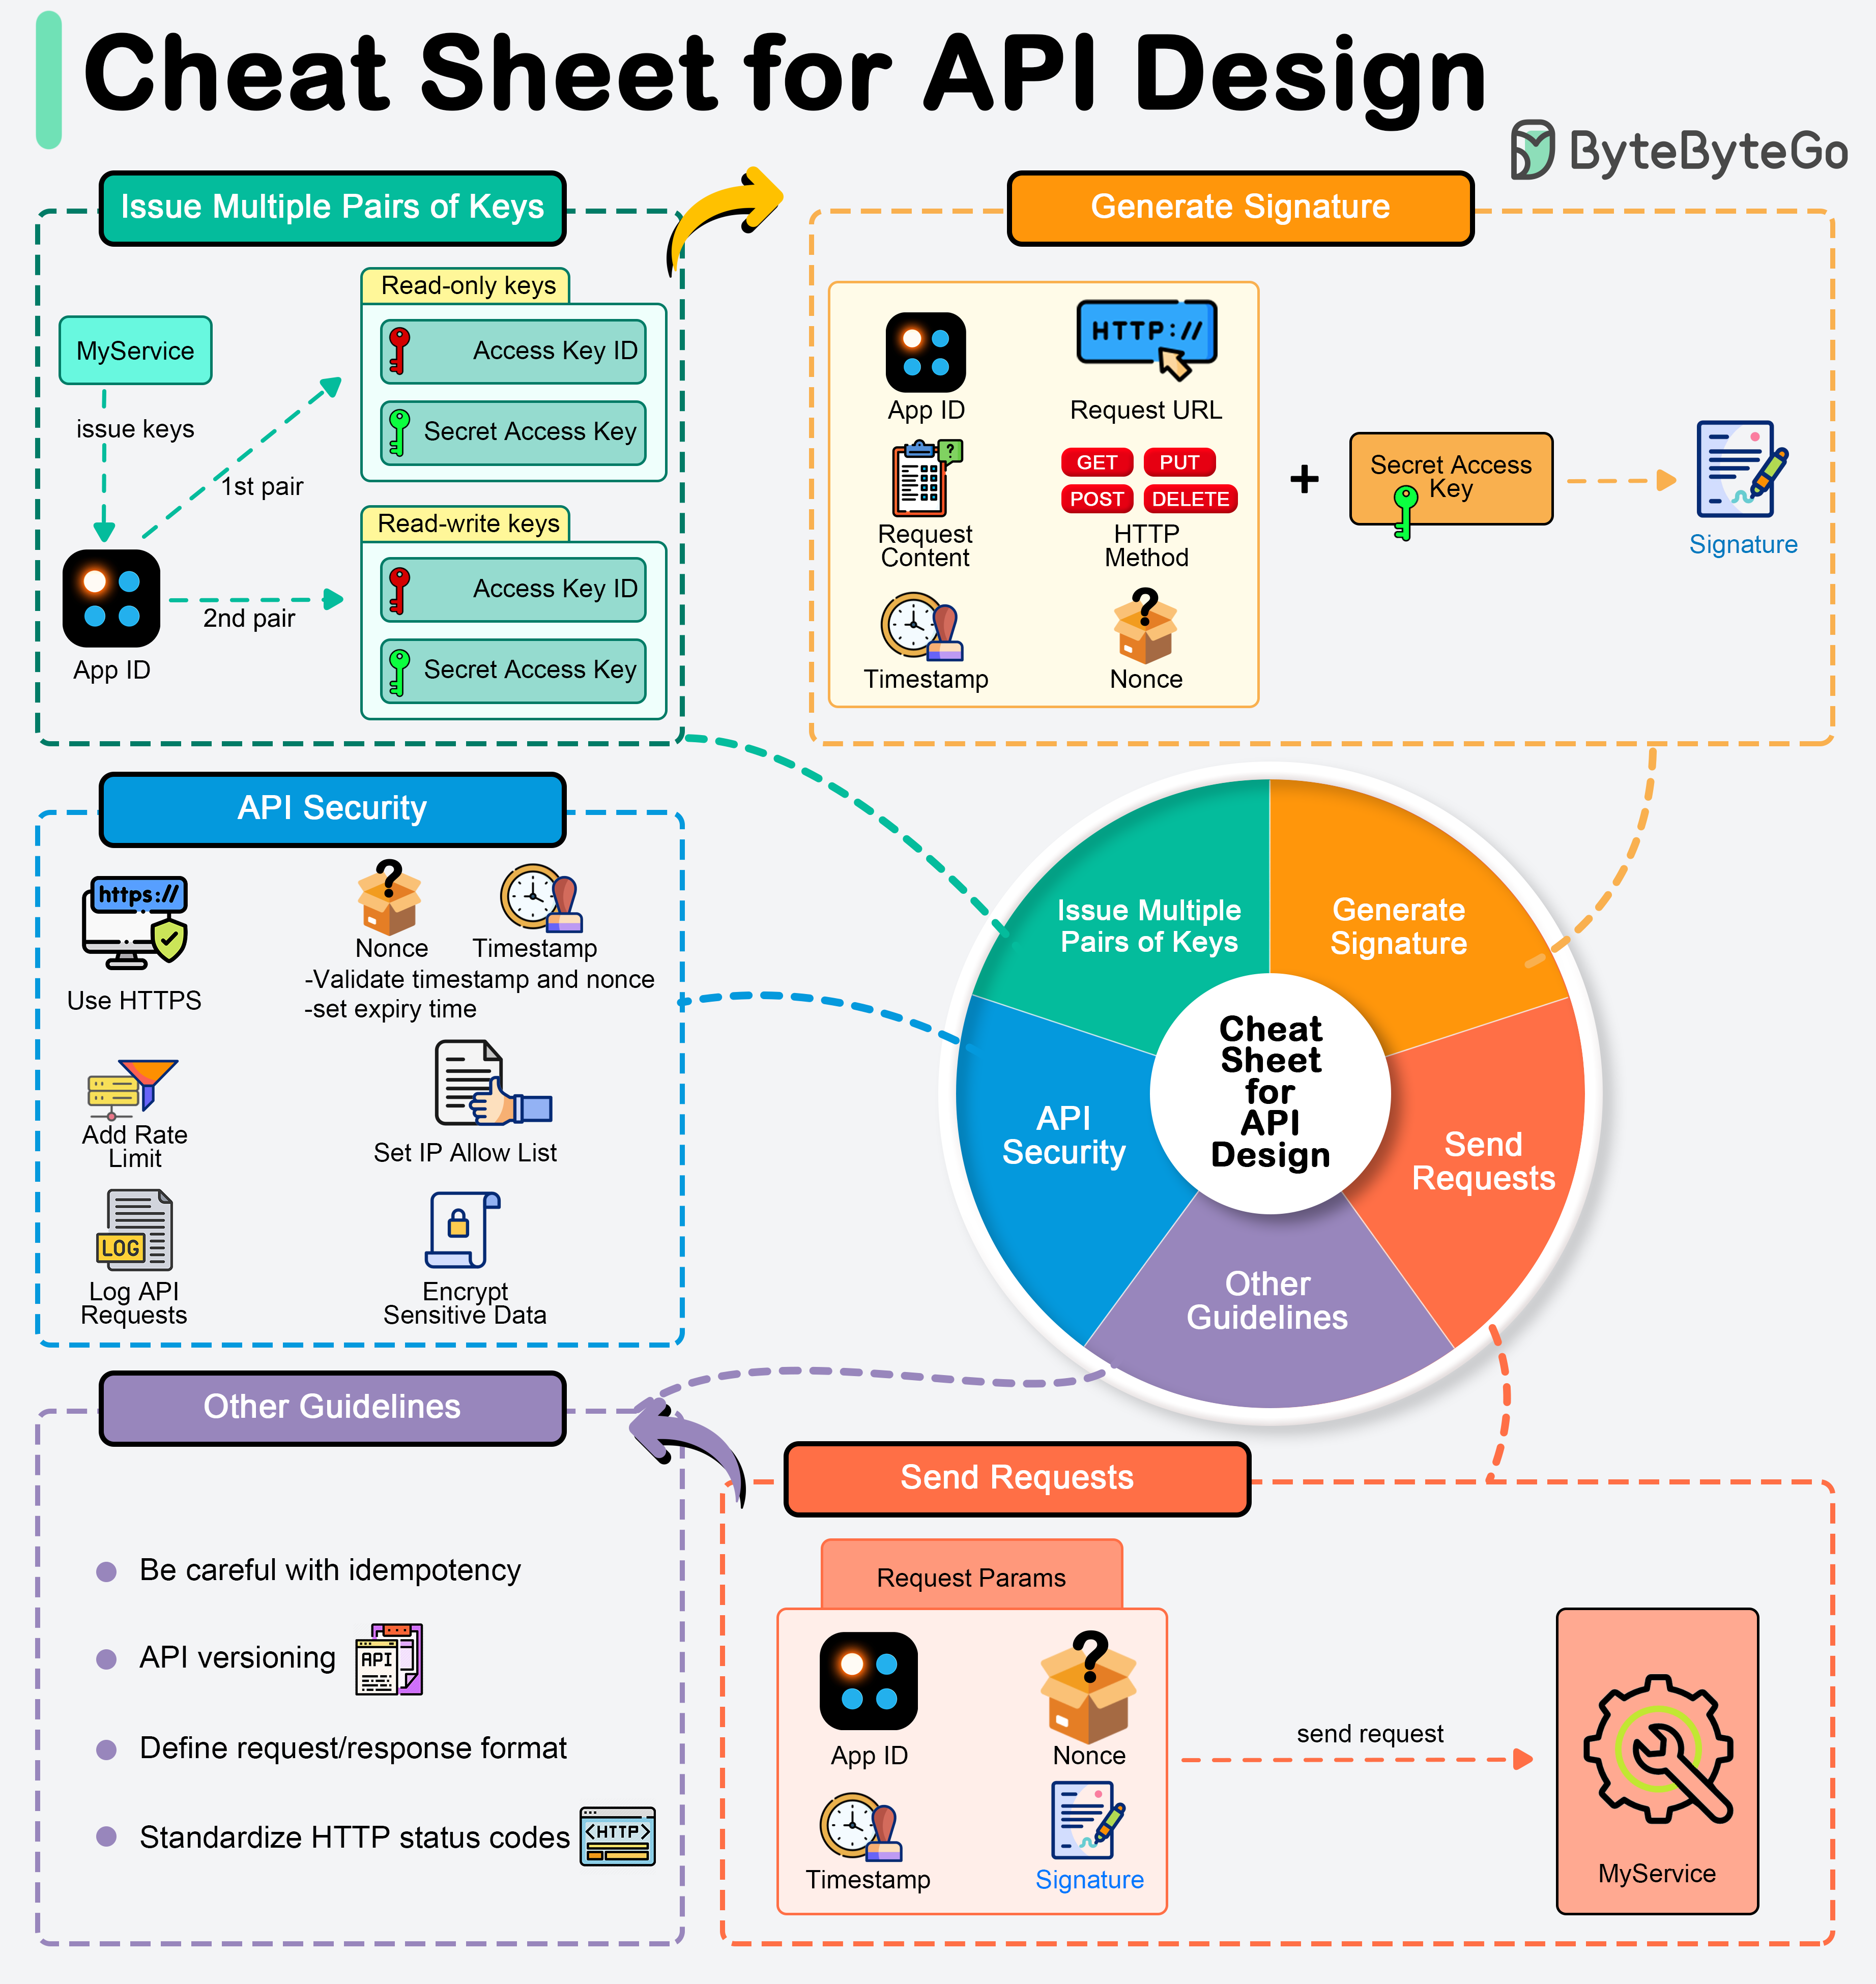 Cheat Sheet for API Design
ByteByteGo
Issue Multiple Pairs of Keys
MyService
issue keys
App ID
1st pair
2nd pair
Read-only keys
Access Key ID
Secret Access Key
Read-write keys
Access Key ID
Secret Access Key
Generate Signature
App ID
HTTP://
Request URL
Request
Content
GET
PUT
POST
DELETE
HTTP
Method
Timestamp
Nonce
+
Secret Access
Key
Signature
API Security
https://
Use HTTPS
Nonce
Timestamp
-Validate timestamp and nonce
-set expiry time
Add Rate
Limit
Set IP Allow List
LOG
Log API
Requests
Encrypt
Sensitive Data
Issue Multiple
Pairs of Keys
Generate
Signature
API
Security
Send
Requests
Other
Guidelines
Cheat
Sheet
for
API
Design
Other Guidelines
Be careful with idempotency
API versioning
API
Define request/response format
Standardize HTTP status codes
<HTTP>
Send Requests
Request Params
App ID
Nonce
Timestamp
Signature
send request
MyService